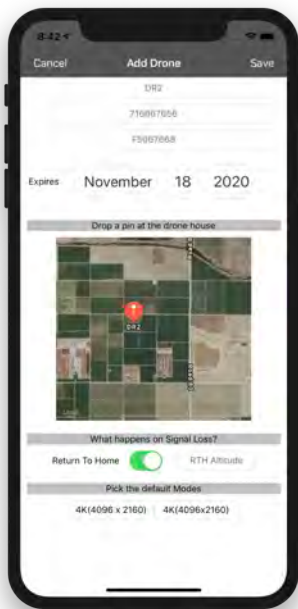 8:42
Cancel Add Drone Save
DR2
716667656
F5667668
Expires November 18 2020
Drop a pin at the drone house
DR2
Legal
What happens on Signal Loss?
Return To Home RTH Altitude
Pick the default Modes
4K(4096 x 2160) 4K(4096x2160)